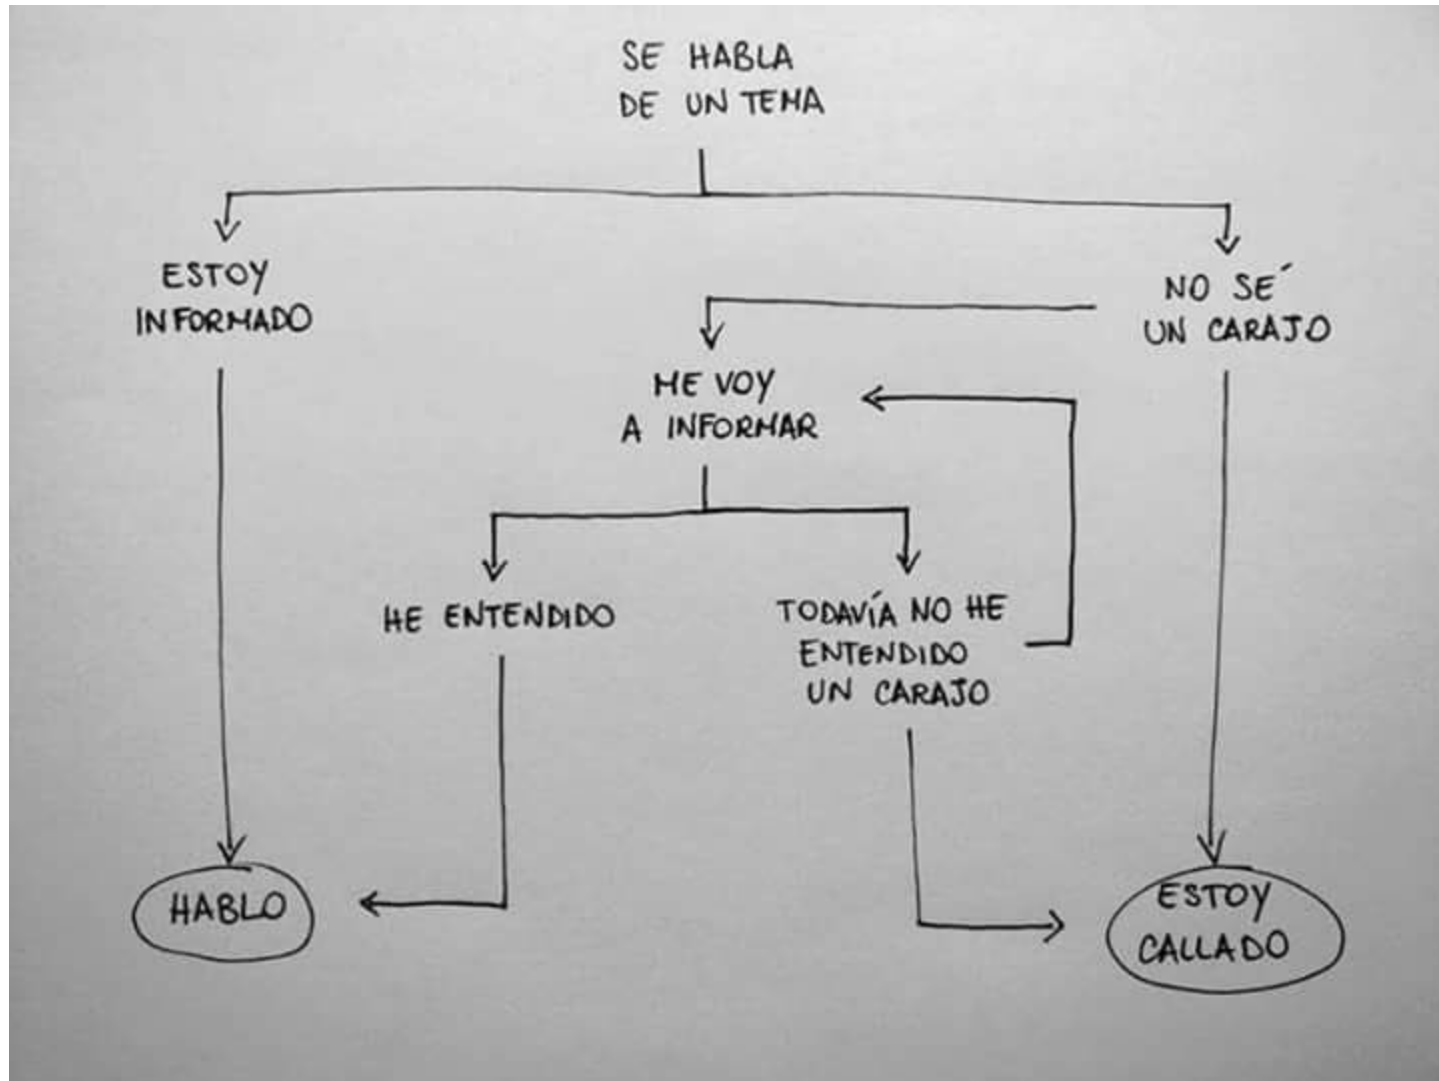 SE HABLA
DE UN TEMA
ESTOY
INFORMADO
NO SÉ
UN CARAJO
ME VOY
A INFORMAR
HE ENTENDIDO
TODAVÍA NO HE
ENTENDIDO
UN CARAJO
HABLO
ESTOY
CALLADO